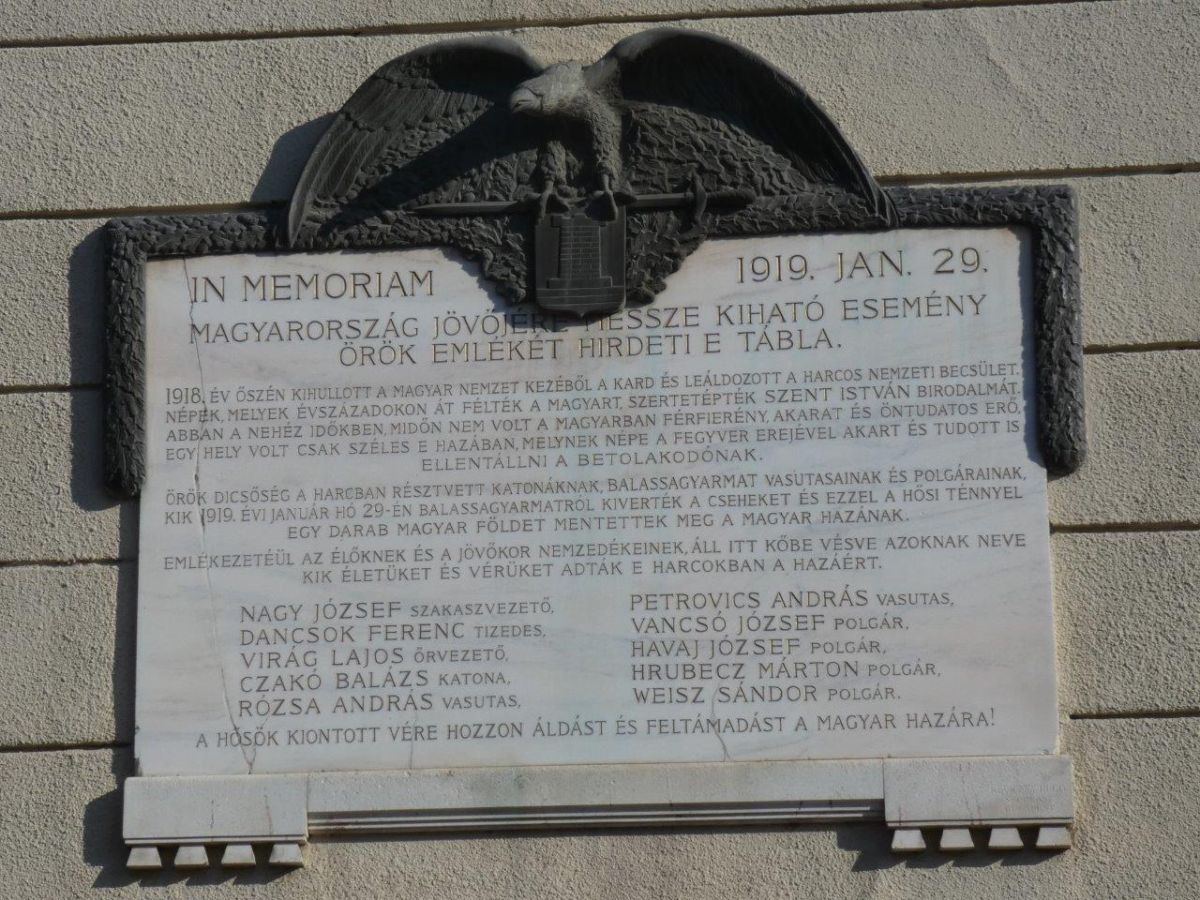 IN MEMORIAM 1919. JAN. 29.
MAGYARORSZÁG JÖVŐJÉRE MESSZE KIHATÓ ESEMÉNY
ÖRÖK EMLÉKÉT HIRDETI E TÁBLA.
1918. ÉV ŐSZÉN KIHULLOTT A MAGYAR NEMZET KEZÉBŐL A KARD ÉS LEÁLDOZOTT A HARCOS NEMZETI BECSÜLET.
NÉPEK, MELYEK ÉVSZÁZADOKON ÁT FÉLTÉK A MAGYART, SZERTETÉPTÉK SZENT ISTVÁN BIRODALMÁT.
ABBAN A NEHÉZ IDŐKBEN, MIDŐN NEM VOLT A MAGYARBAN FÉRFIERÉNY, AKARAT ÉS ÖNTUDATOS ERŐ,
EGY HELY VOLT CSAK SZÉLES E HAZÁBAN, MELYNEK NÉPE A FEGYVER EREJÉVEL AKART ÉS TUDOTT IS
ELLENTÁLLNI A BETOLAKODÓNAK.
ÖRÖK DICSŐSÉG A HARCBAN RÉSZTVETT KATONÁKNAK, BALASSAGYARMAT VASUTASAINAK ÉS POLGÁRAINAK,
KIK 1919. ÉVI JANUÁR HÓ 29-ÉN BALASSAGYARMATRÓL KIVERTÉK A CSEHEKET ÉS EZZEL A HŐSI TÉNNYEL
EGY DARAB MAGYAR FÖLDET MENTETTEK MEG A MAGYAR HAZÁNAK.
EMLÉKEZETÉÜL AZ ÉLŐKNEK ÉS A JÖVŐKOR NEMZEDÉKEINEK, ÁLL ITT KŐBE VÉSVE AZOKNAK NEVE
KIK ÉLETÜKET ÉS VÉRÜKET ADTÁK E HARCOKBAN A HAZÁÉRT.
NAGY JÓZSEF SZAKASZVEZETŐ,
DANCSOK FERENC TIZEDES,
VIRÁG LAJOS ŐRVEZETŐ,
CZAKÓ BALÁZS KATONA,
RÓZSA ANDRÁS VASUTAS,
PETROVICS ANDRÁS VASUTAS,
VANCSÓ JÓZSEF POLGÁR,
HAVAJ JÓZSEF POLGÁR,
HRUBECZ MÁRTON POLGÁR,
WEISZ SÁNDOR POLGÁR.
A HŐSÖK KIONTOTT VÉRE HOZZON ÁLDÁST ÉS FELTÁMADÁST A MAGYAR HAZÁRA!